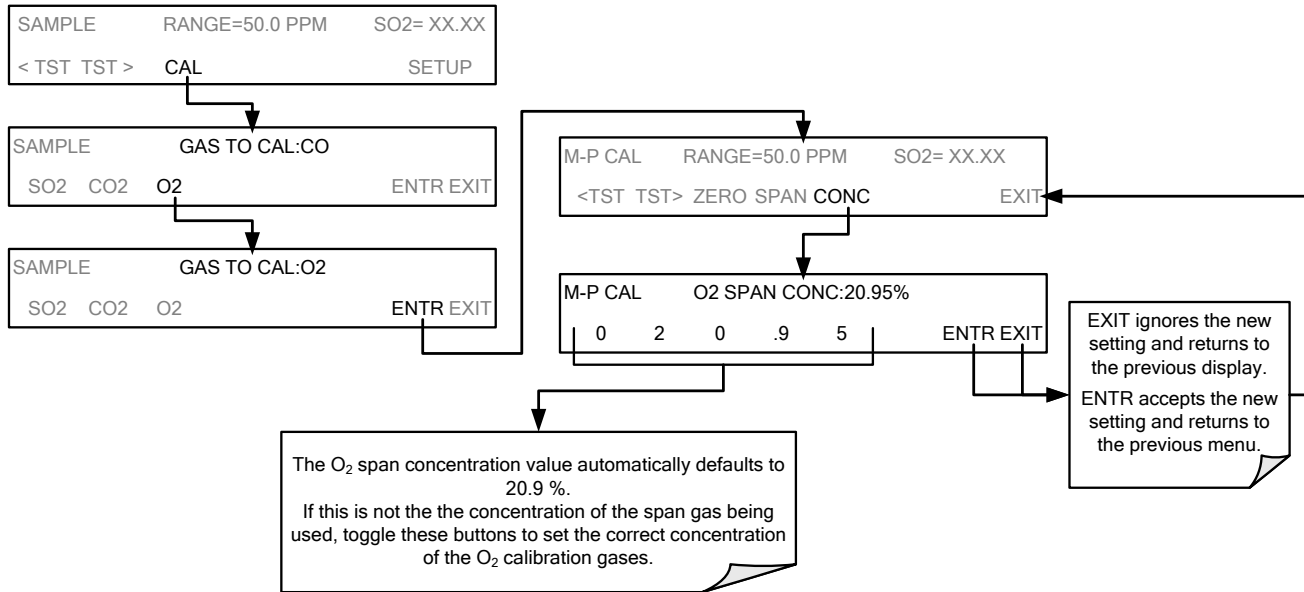 SAMPLE RANGE=50.0 PPM SO2= XX.XX
< TST TST > CAL SETUP
SAMPLE GAS TO CAL:CO
SO2 CO2 O2 ENTR EXIT
SAMPLE GAS TO CAL:O2
SO2 CO2 O2 ENTR EXIT
M-P CAL RANGE=50.0 PPM SO2= XX.XX
<TST TST> ZERO SPAN CONC EXIT
M-P CAL O2 SPAN CONC:20.95%
0 2 0 .9 5 ENTR EXIT
EXIT ignores the new
setting and returns to
the previous display.
ENTR accepts the new
setting and returns to
the previous menu.
The O₂ span concentration value automatically defaults to
20.9 %.
If this is not the the concentration of the span gas being
used, toggle these buttons to set the correct concentration
of the O₂ calibration gases.